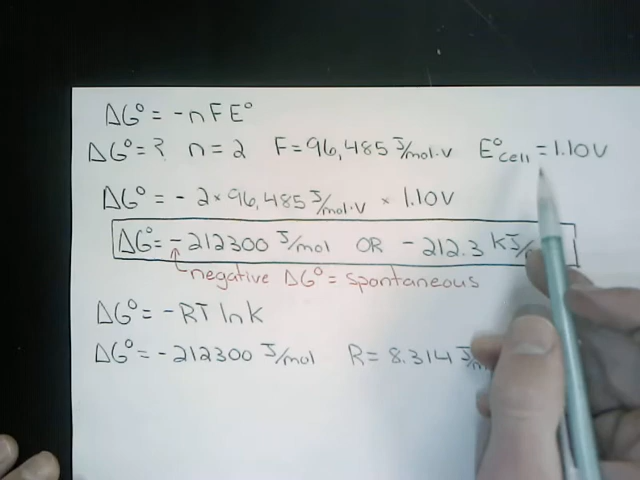 ΔG° = -nFE°
ΔG° = ? n = 2 F = 96,485 J/mol·V E°cell = 1.10V
ΔG° = - 2 × 96,485 J/mol·V × 1.10V
ΔG° = - 212300 J/mol OR - 212.3 kJ/
negative ΔG° = spontaneous
ΔG° = -RT lnK
ΔG° = -212300 J/mol R = 8.314 J/m